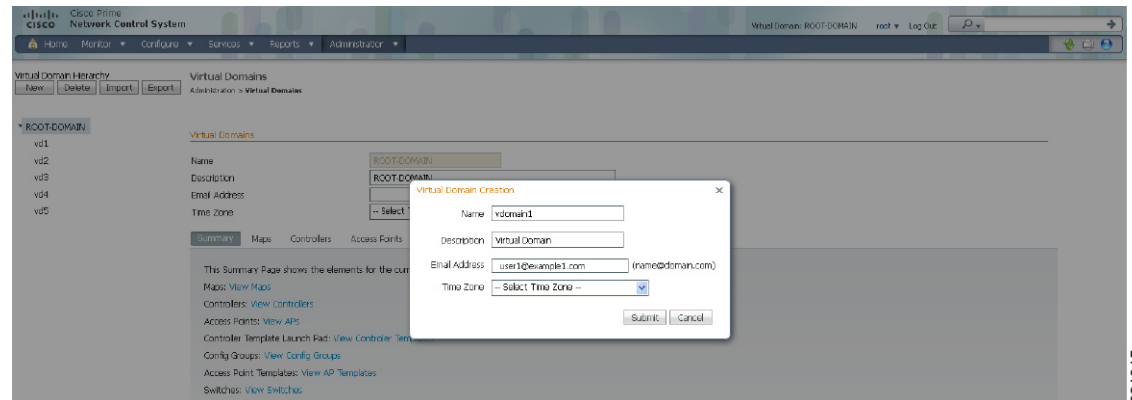 Cisco Prime
CISCO Network Control System
Virtual Domain: ROOT-DOMAIN root Log Out
Home Monitor Configure Services Reports Administration
Virtual Domain Hierarchy
New Delete Import Export
Virtual Domains
Administration > Virtual Domains
ROOT-DOMAIN
vd1
vd2
vd3
vd4
vd5
Virtual Domains
Name ROOT-DOMAIN
Description ROOT-DOMAIN
Email Address
Time Zone -- Select
Summary Maps Controllers Access Points
This Summary Page shows the elements for the curr
Maps: View Maps
Controllers: View Controllers
Access Points: View APs
Controller Template Launch Pad: View Controller Tem
Config Groups: View Config Groups
Access Point Templates: View AP Templates
Switches: View Switches
Virtual Domain Creation
Name vdomain1
Description Virtual Domain
Email Address user1@example1.com (name@domain.com)
Time Zone -- Select Time Zone --
Submit Cancel